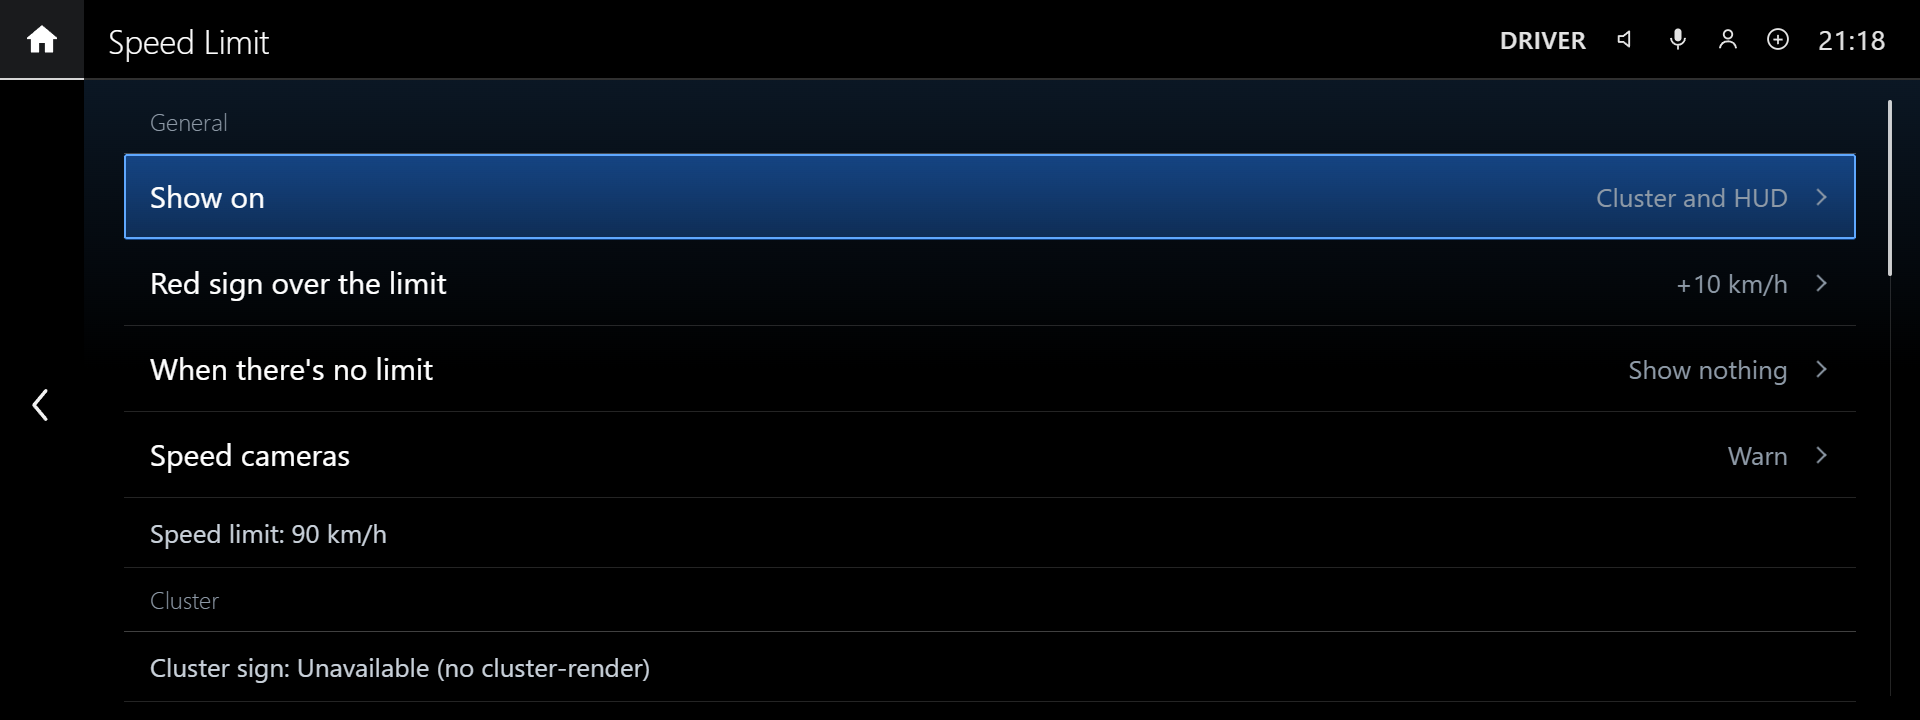 Speed Limit
DRIVER
21:18
General
Show on
Cluster and HUD
Red sign over the limit
+10 km/h
When there's no limit
Show nothing
Speed cameras
Warn
Speed limit: 90 km/h
Cluster
Cluster sign: Unavailable (no cluster-render)